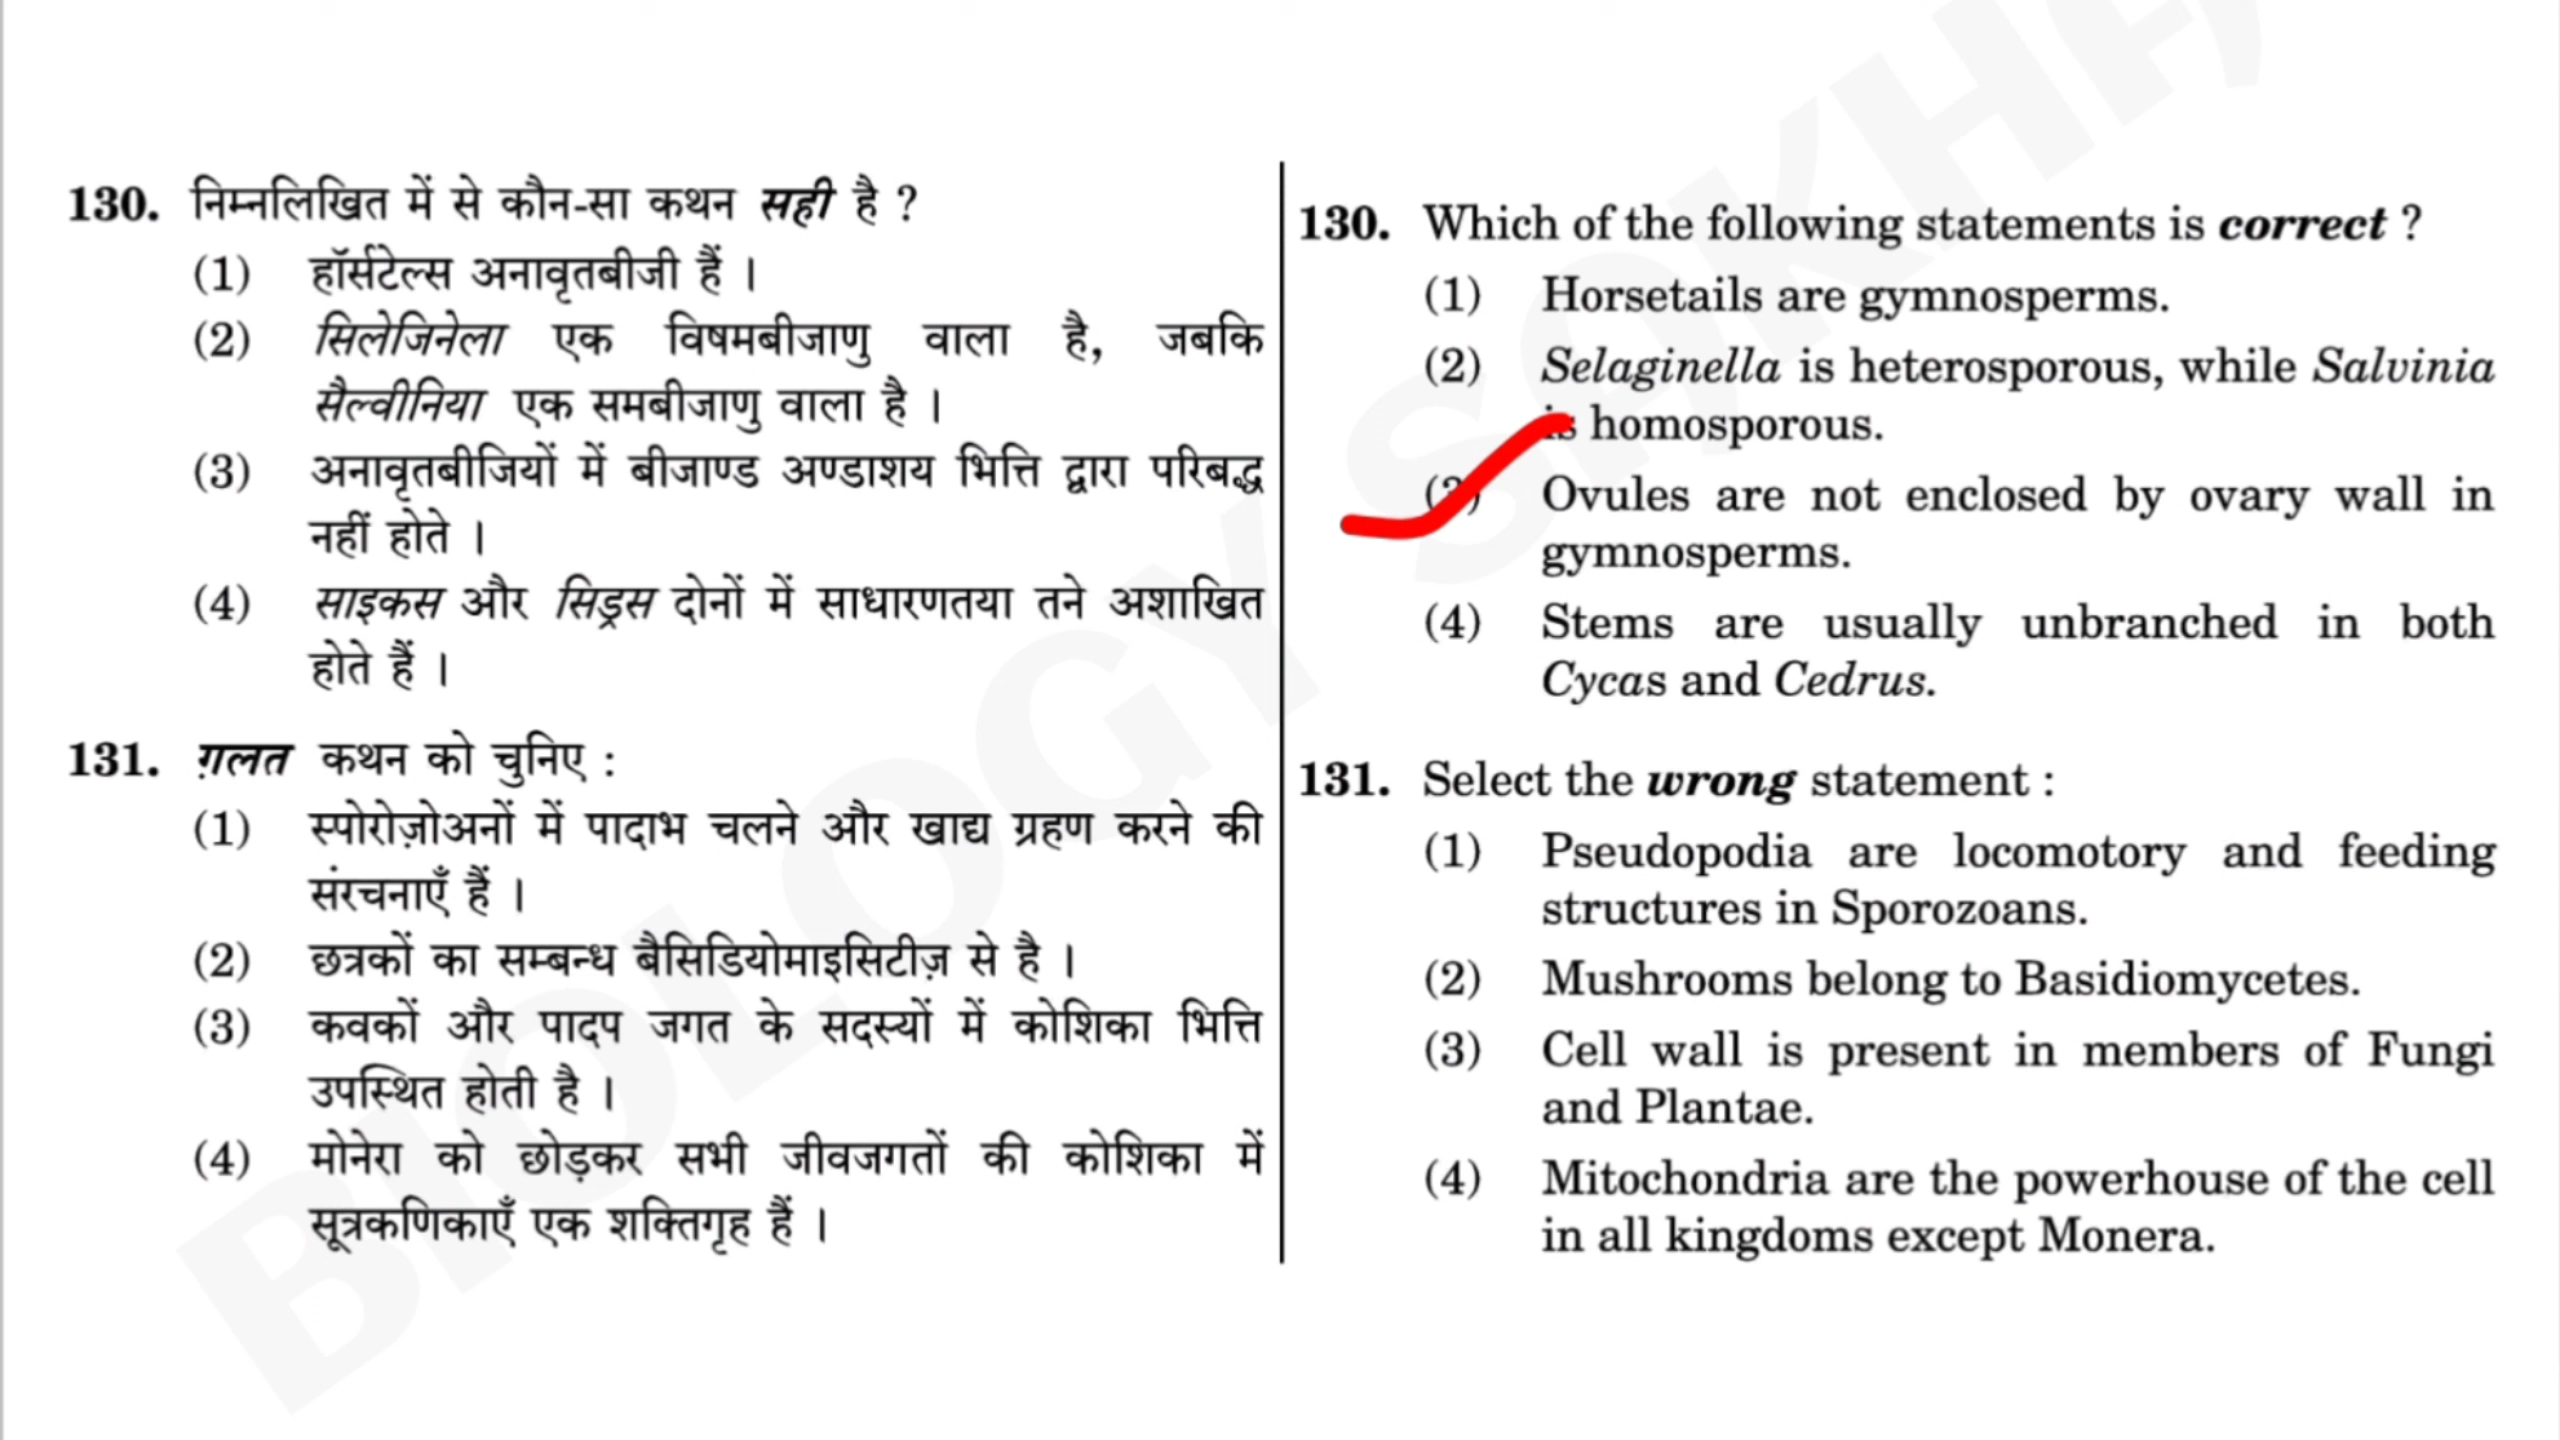 130. निम्नलिखित में से कौन-सा कथन सही है ?
(1) हॉर्सटेल्स अनावृतबीजी हैं ।
(2) सिलेजिनेला एक विषमबीजाणु वाला है, जबकि
सैल्वीनिया एक समबीजाणु वाला है ।
(3) अनावृतबीजियों में बीजाण्ड अण्डाशय भित्ति द्वारा परिबद्ध
नहीं होते ।
(4) साइकस और सिड्रस दोनों में साधारणतया तने अशाखित
होते हैं ।
131. ग़लत कथन को चुनिए :
(1) स्पोरोज़ोअनों में पादाभ चलने और खाद्य ग्रहण करने की
संरचनाएँ हैं ।
(2) छत्रकों का सम्बन्ध बैसिडियोमाइसिटीज़ से है ।
(3) कवकों और पादप जगत के सदस्यों में कोशिका भित्ति
उपस्थित होती है ।
(4) मोनेरा को छोड़कर सभी जीवजगतों की कोशिका में
सूत्रकणिकाएँ एक शक्तिगृह हैं ।
130. Which of the following statements is correct ?
(1) Horsetails are gymnosperms.
(2) Selaginella is heterosporous, while Salvinia
is homosporous.
(3) Ovules are not enclosed by ovary wall in
gymnosperms.
(4) Stems are usually unbranched in both
Cycas and Cedrus.
131. Select the wrong statement :
(1) Pseudopodia are locomotory and feeding
structures in Sporozoans.
(2) Mushrooms belong to Basidiomycetes.
(3) Cell wall is present in members of Fungi
and Plantae.
(4) Mitochondria are the powerhouse of the cell
in all kingdoms except Monera.
BIOLOGY SAKHA